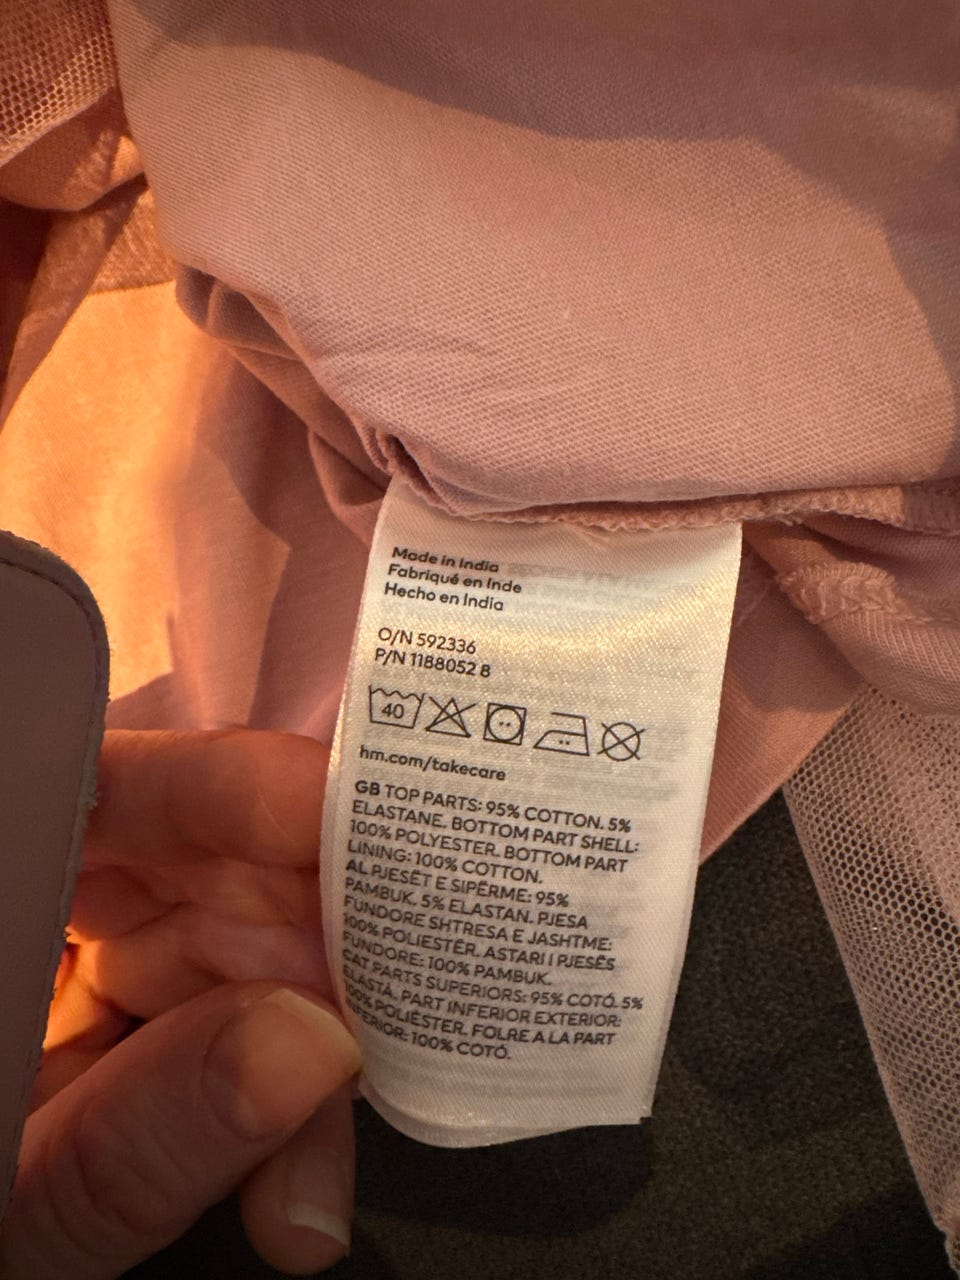 Made in India
Fabriqué en Inde
Hecho en India
O/N 592336
P/N 1188052 8
40
hm.com/takecare
GB TOP PARTS: 95% COTTON. 5%
ELASTANE. BOTTOM PART SHELL:
100% POLYESTER. BOTTOM PART
LINING: 100% COTTON.
AL PJESËT E SIPËRME: 95%
PAMBUK. 5% ELASTAN. PJESA
FUNDORE SHTRESA E JASHTME:
100% POLIESTËR. ASTARI I PJESËS
FUNDORE: 100% PAMBUK.
CAT PARTS SUPERIORS: 95% COTÓ. 5%
ELASTÀ. PART INFERIOR EXTERIOR:
100% POLIÈSTER. FOLRE A LA PART
INFERIOR: 100% COTÓ.